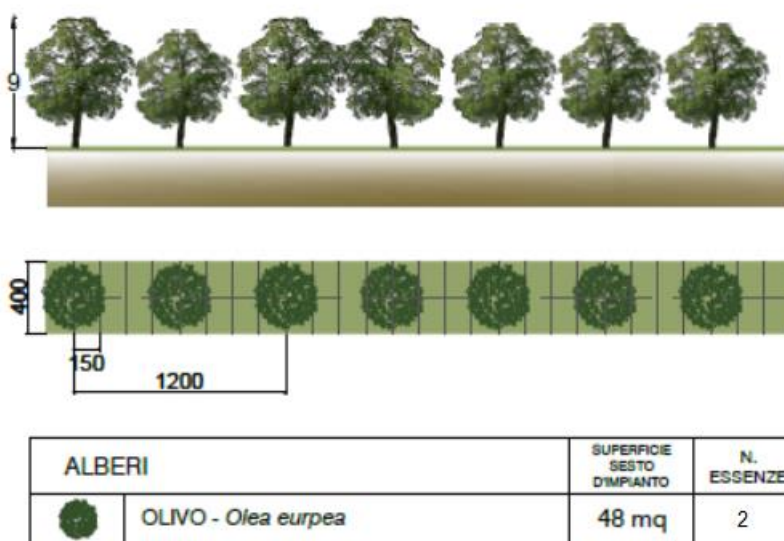 9
400
150
1200
ALBERI
SUPERFICIE
SESTO
D'IMPIANTO
N.
ESSENZE
OLIVO - Olea eurpea
48 mq
2